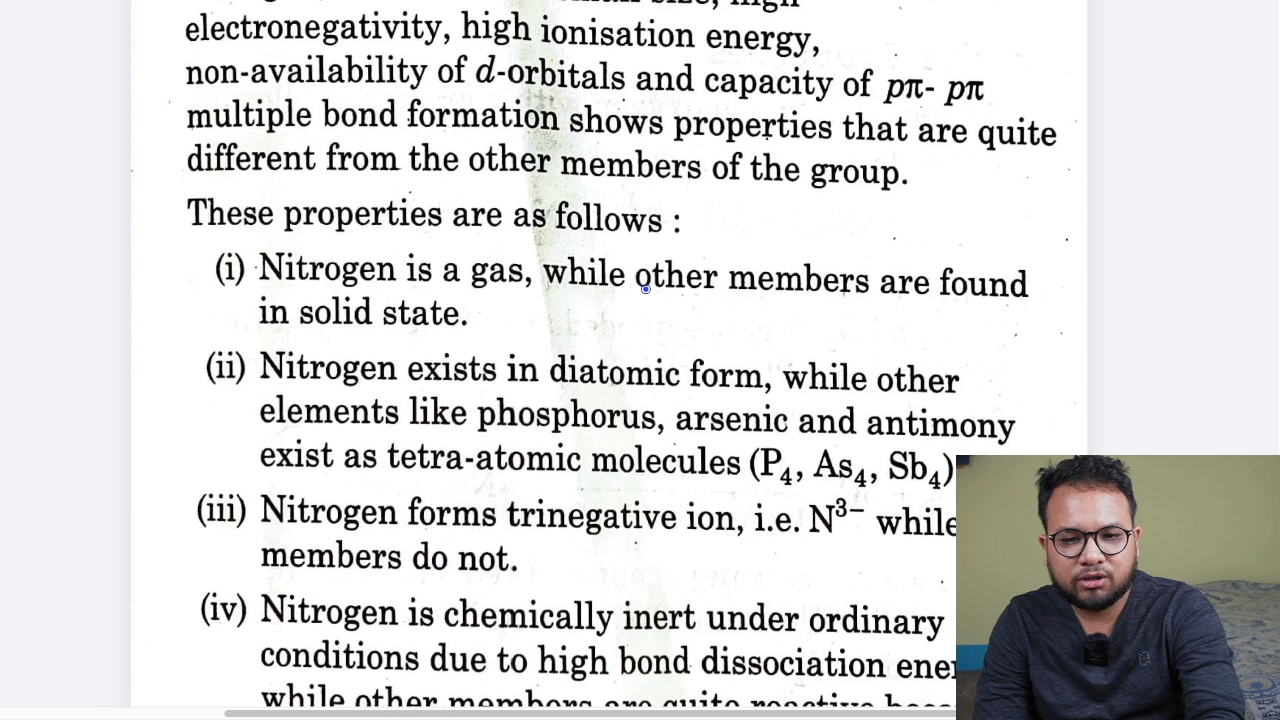 electronegativity, high ionisation energy,
non-availability of d-orbitals and capacity of pπ- pπ
multiple bond formation shows properties that are quite
different from the other members of the group.
These properties are as follows :
(i) Nitrogen is a gas, while other members are found
in solid state.
(ii) Nitrogen exists in diatomic form, while other
elements like phosphorus, arsenic and antimony
exist as tetra-atomic molecules (P₄, As₄, Sb₄)
(iii) Nitrogen forms trinegative ion, i.e. N³⁻ while
members do not.
(iv) Nitrogen is chemically inert under ordinary
conditions due to high bond dissociation
while other members are quite reactive